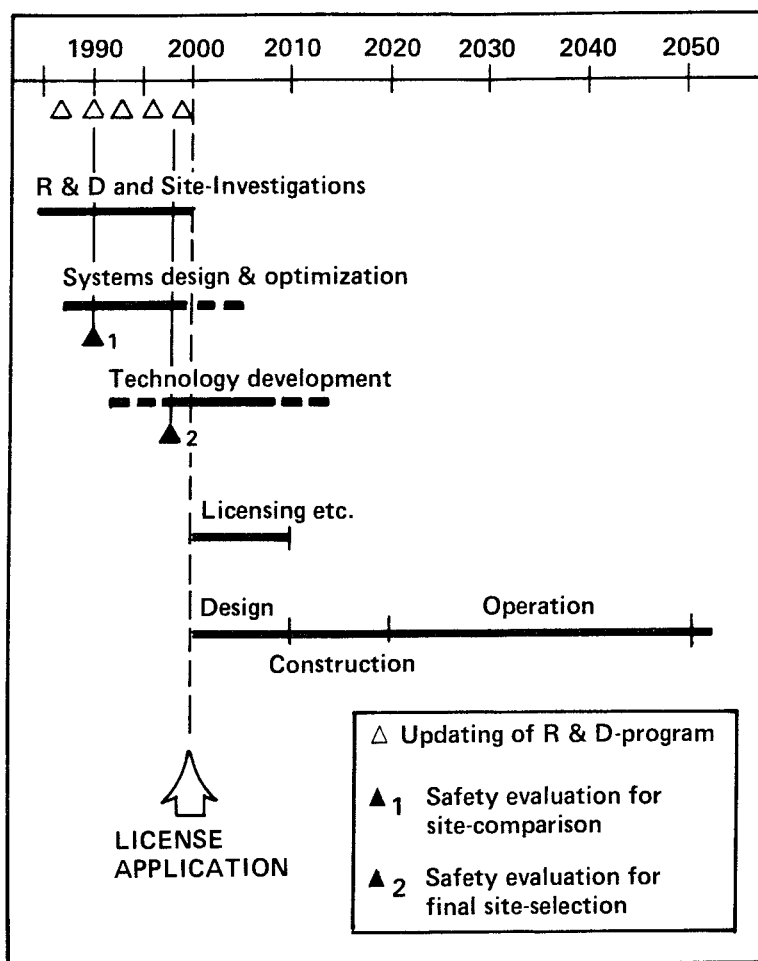 1990 2000 2010 2020 2030 2040 2050
R & D and Site-Investigations
Systems design & optimization
1
Technology development
2
Licensing etc.
Design Operation
Construction
LICENSE
APPLICATION
△ Updating of R & D-program
▲1 Safety evaluation for
site-comparison
▲2 Safety evaluation for
final site-selection